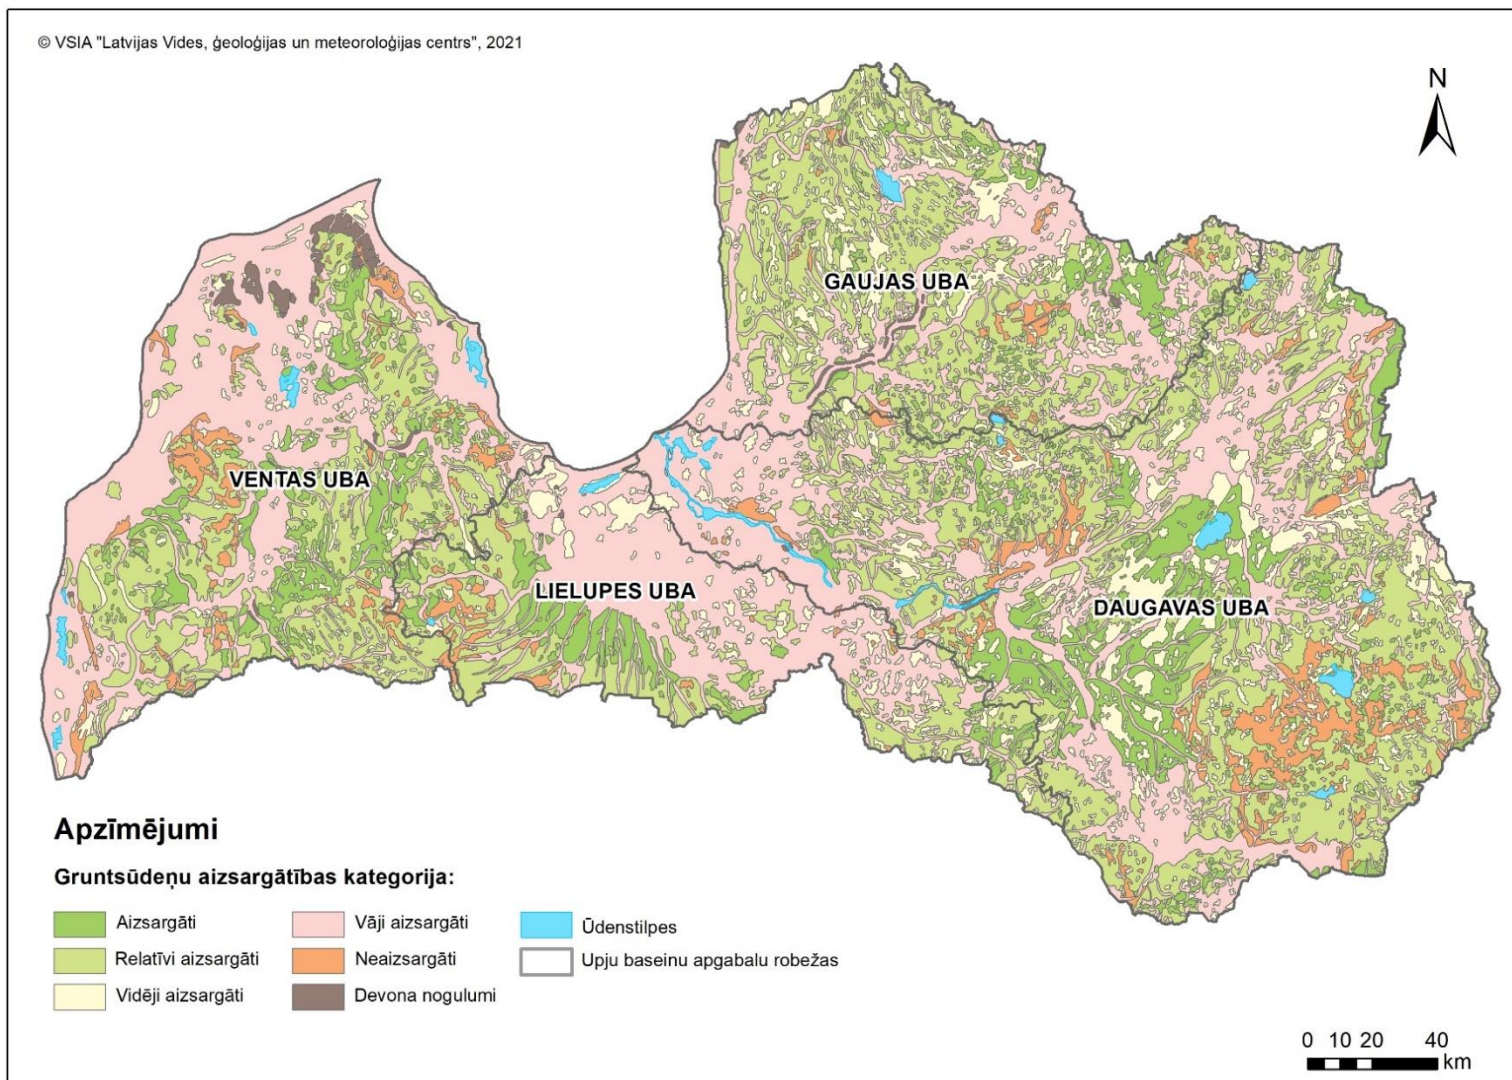 © VSIA "Latvijas Vides, ģeoloģijas un meteoroloģijas centrs", 2021
N
GAUJAS UBA
VENTAS UBA
LIELUPES UBA
DAUGAVAS UBA
Apzīmējumi
Gruntsūdeņu aizsargātības kategorija:
Aizsargāti
Vāji aizsargāti
Ūdenstilpes
Relatīvi aizsargāti
Neaizsargāti
Upju baseinu apgabalu robežas
Vidēji aizsargāti
Devona nogulumi
0 10 20 40
km